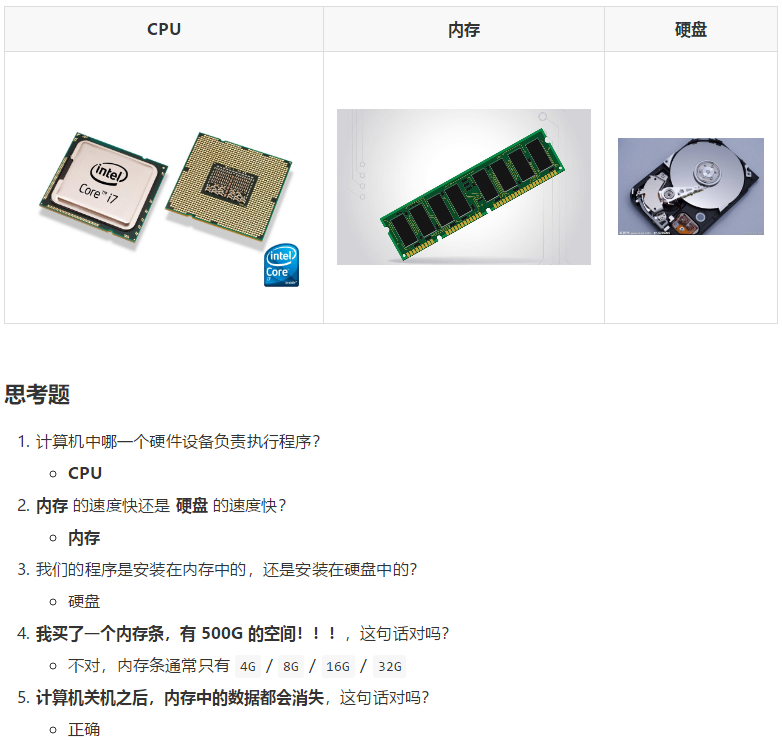 CPU
内存
硬盘
intel
Core™ i7
intel
Core
思考题
1. 计算机中哪一个硬件设备负责执行程序?
CPU
2. 内存 的速度快还是 硬盘 的速度快?
内存
3. 我们的程序是安装在内存中的，还是安装在硬盘中的?
硬盘
4. 我买了一个内存条，有 500G 的空间！！！，这句话对吗?
不对，内存条通常只有 4G / 8G / 16G / 32G
5. 计算机关机之后，内存中的数据都会消失，这句话对吗?
正确